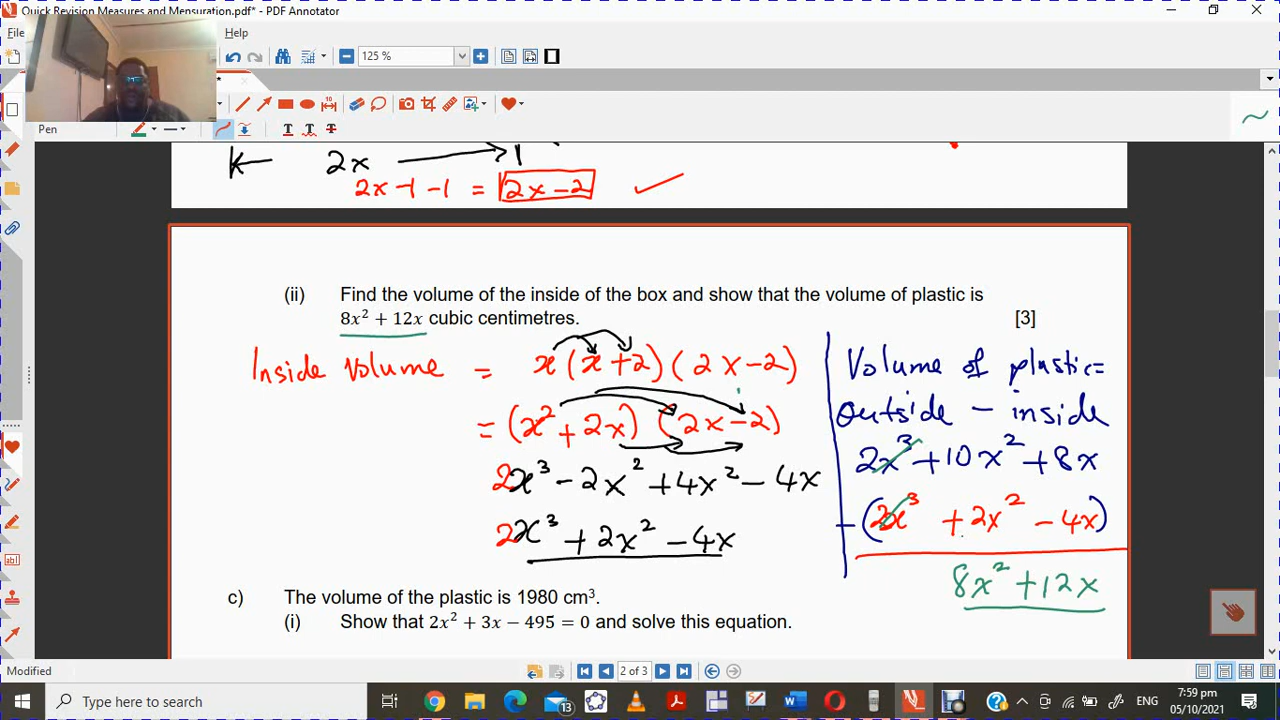 Quick Revision Measures and Mensuration.pdf* - PDF Annotator
Help
125 %
Pen
2x
2x -1 -1 = 2x - 2
(ii) Find the volume of the inside of the box and show that the volume of plastic is
8x² + 12x cubic centimetres. [3]
Inside Volume = x(x+2)(2x-2)
= (x² + 2x)(2x-2)
2x³ - 2x² + 4x² - 4x
2x³ + 2x² - 4x
Volume of plastic=
outside - inside
2x³ + 10x² + 8x
-(2x³ + 2x² - 4x)
8x² + 12x
c) The volume of the plastic is 1980 cm³.
(i) Show that 2x² + 3x − 495 = 0 and solve this equation.
Modified
2 of 3
Type here to search
13
ENG
7:59 pm
05/10/2021